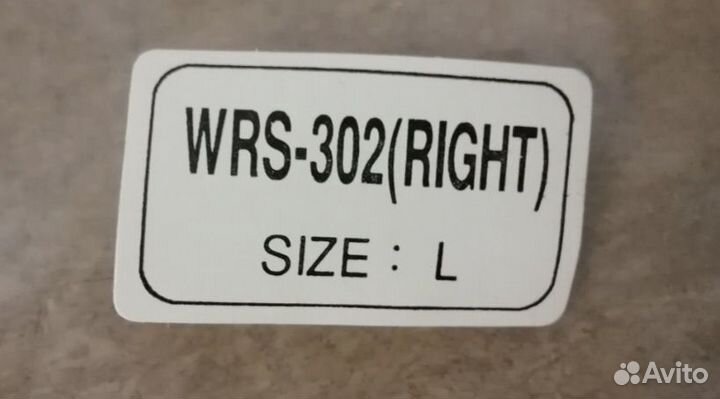 WRS-302(RIGHT)
SIZE : L
Avito